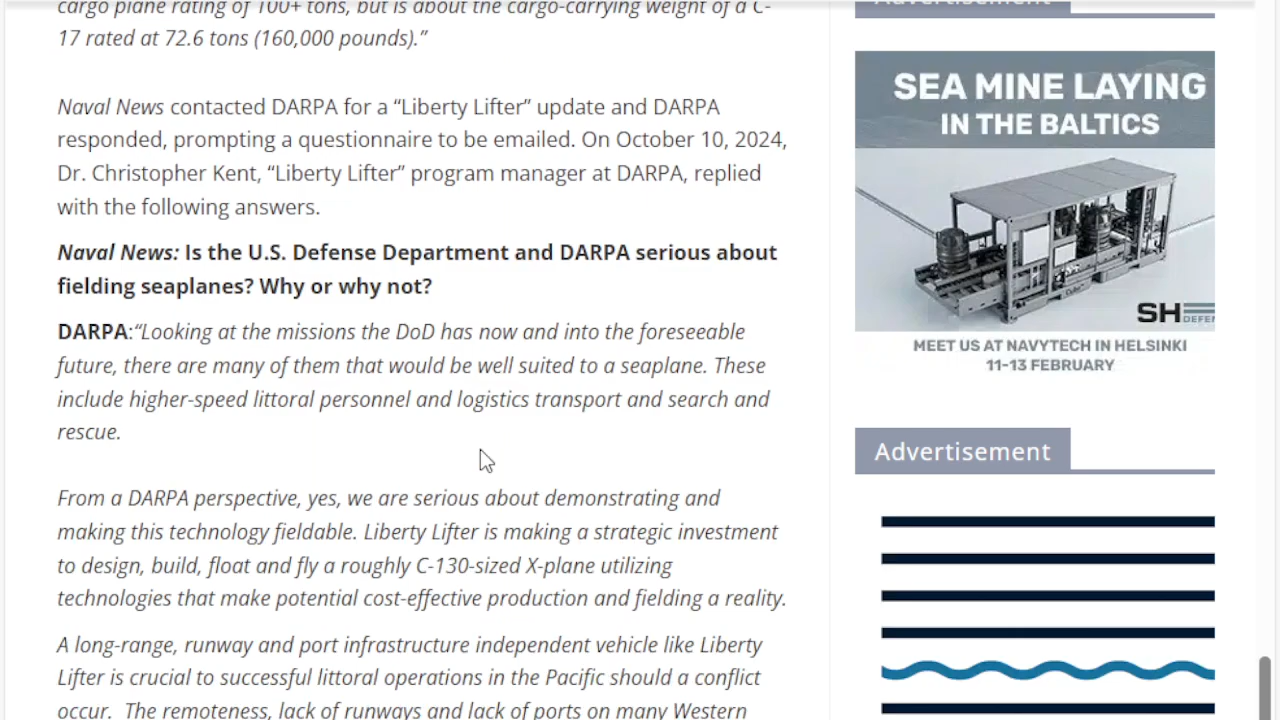 cargo plane rating of 100+ tons, but is about the cargo-carrying weight of a C-
17 rated at 72.6 tons (160,000 pounds).”
Naval News contacted DARPA for a “Liberty Lifter” update and DARPA
responded, prompting a questionnaire to be emailed. On October 10, 2024,
Dr. Christopher Kent, “Liberty Lifter” program manager at DARPA, replied
with the following answers.
Naval News: Is the U.S. Defense Department and DARPA serious about
fielding seaplanes? Why or why not?
DARPA:“Looking at the missions the DoD has now and into the foreseeable
future, there are many of them that would be well suited to a seaplane. These
include higher-speed littoral personnel and logistics transport and search and
rescue.
From a DARPA perspective, yes, we are serious about demonstrating and
making this technology fieldable. Liberty Lifter is making a strategic investment
to design, build, float and fly a roughly C-130-sized X-plane utilizing
technologies that make potential cost-effective production and fielding a reality.
A long-range, runway and port infrastructure independent vehicle like Liberty
Lifter is crucial to successful littoral operations in the Pacific should a conflict
occur. The remoteness, lack of runways and lack of ports on many Western
Advertisement
SEA MINE LAYING
IN THE BALTICS
SH
DEFEN
MEET US AT NAVYTECH IN HELSINKI
11-13 FEBRUARY
Advertisement